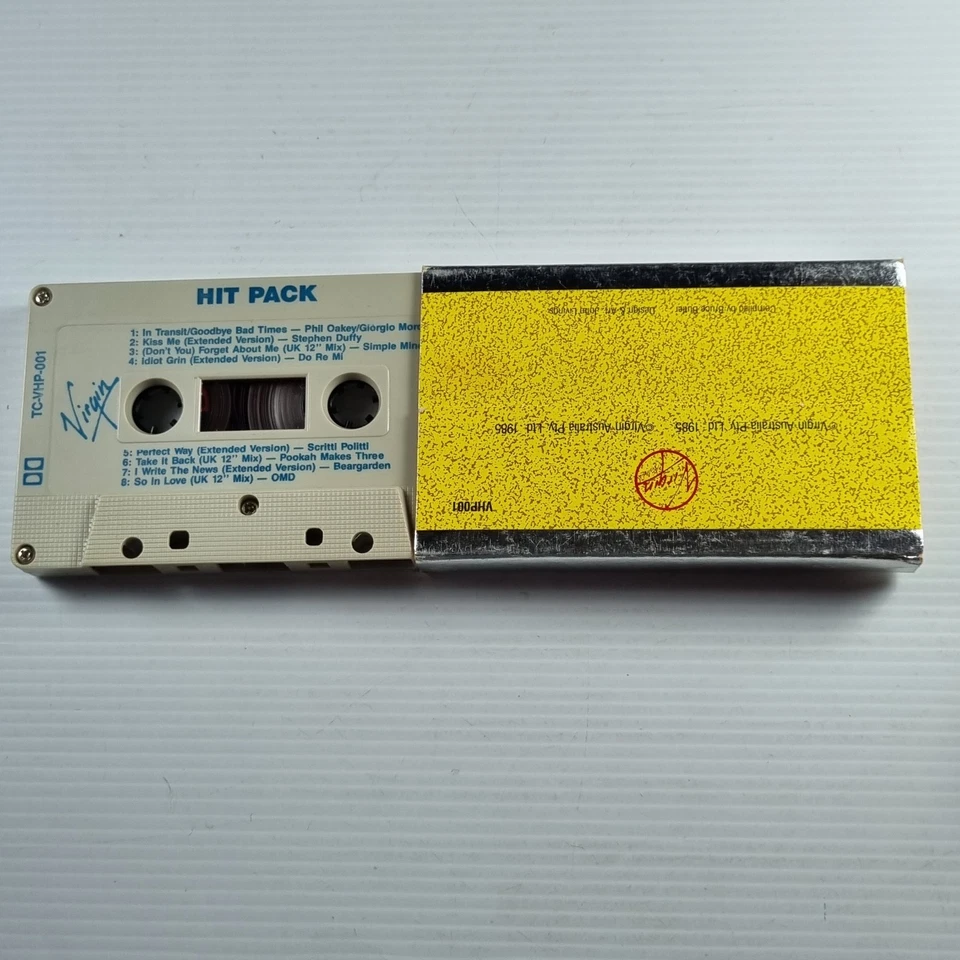 HIT PACK
1: In Transit/Goodbye Bad Times — Phil Oakey/Giorgio Moro
2: Kiss Me (Extended Version) — Stephen Duffy
3: (Don't You) Forget About Me (UK 12" Mix) — Simple Min
4: Idiot Grin (Extended Version) — Do Re Mi
TC-VHP-001
Virgin
5: Perfect Way (Extended Version) — Scritti Politti
6: Take It Back (UK 12" Mix) — Pookah Makes Three
7: I Write The News (Extended Version) — Beargarden
8: So In Love (UK 12" Mix) — OMD
VHP001
Virgin
℗Virgin Australia Pty. Ltd. 1985 ©Virgin Australia Pty. Ltd. 1985
Compiled by Bruce Butler Design & Art: John